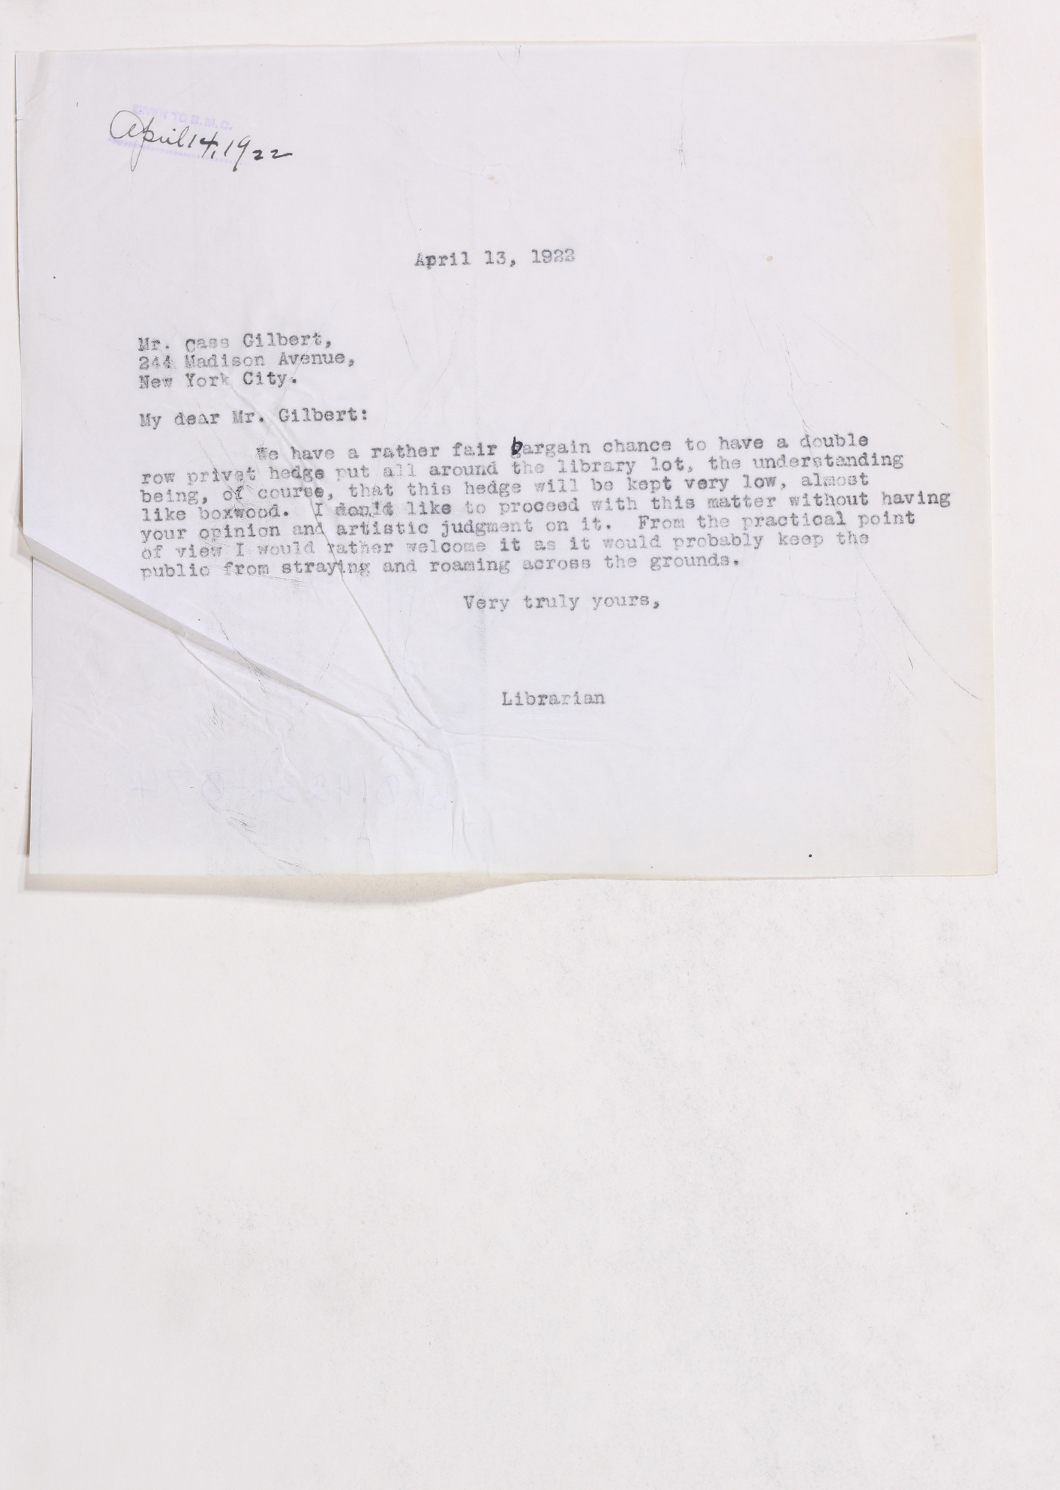 GIVEN TO B. M. C.
April 14, 1922
April 13, 1922
Mr. Cass Gilbert,
244 Madison Avenue,
New York City.
My dear Mr. Gilbert:
We have a rather fair bargain chance to have a double
row privet hedge put all around the library lot, the understanding
being, of course, that this hedge will be kept very low, almost
like boxwood. I don't like to proceed with this matter without having
your opinion and artistic judgment on it. From the practical point
of view I would rather welcome it as it would probably keep the
public from straying and roaming across the grounds.
Very truly yours,
Librarian